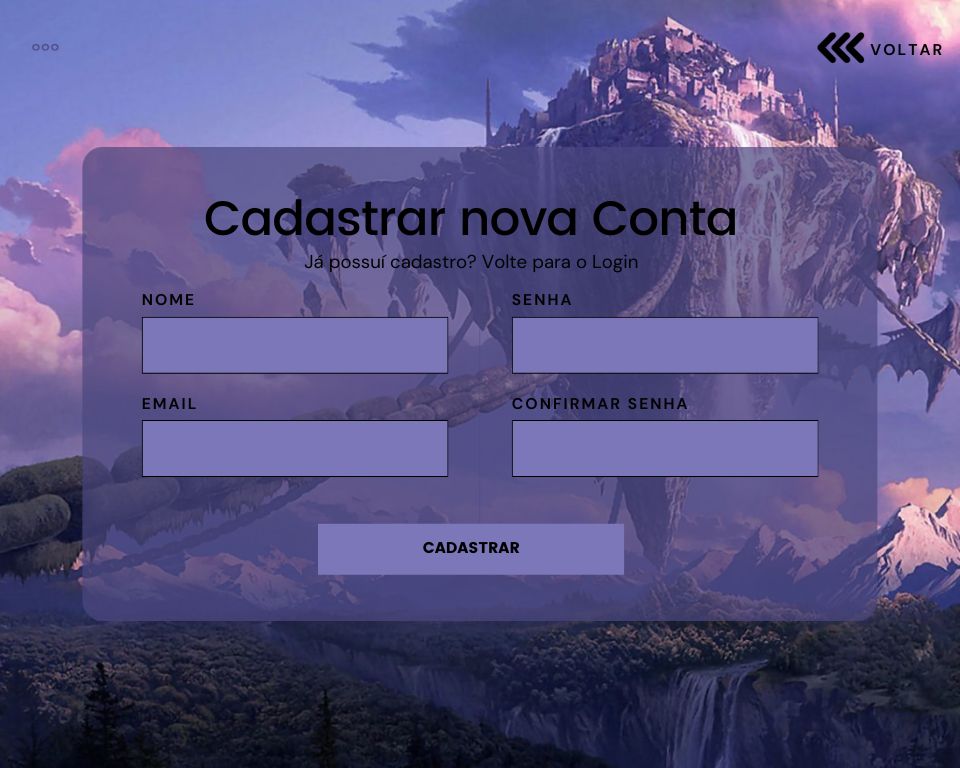 VOLTAR
Cadastrar nova Conta
Já possuí cadastro? Volte para o Login
NOME
SENHA
EMAIL
CONFIRMAR SENHA
CADASTRAR